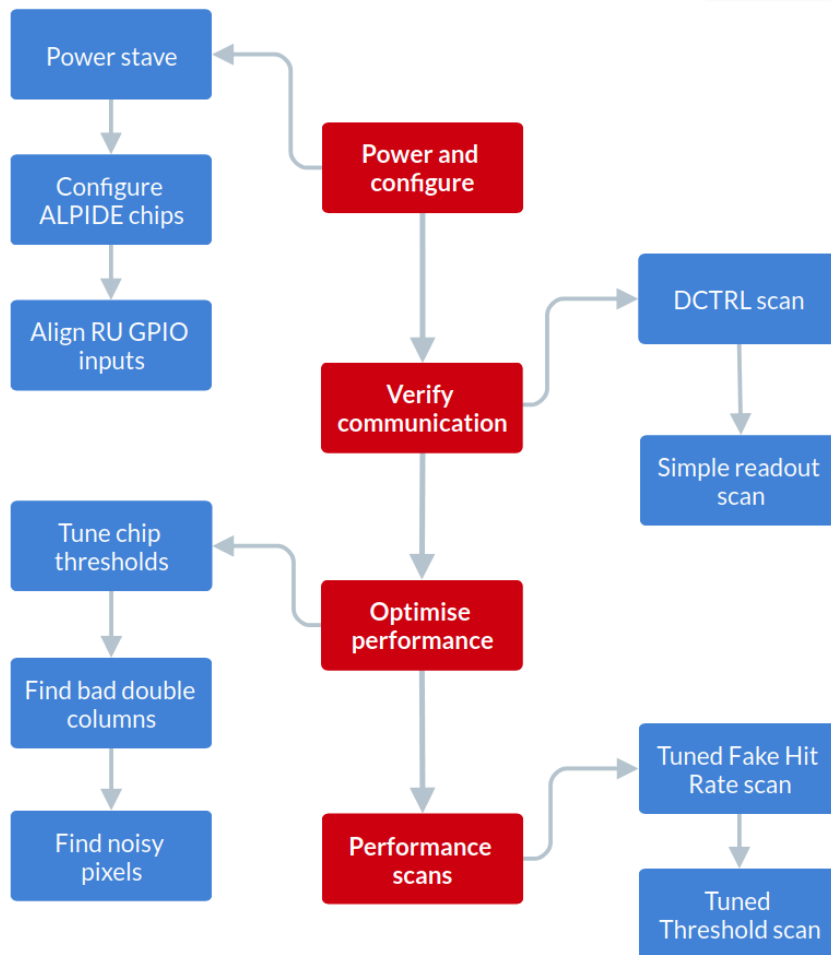 Power stave
Power and
configure
Configure
ALPIDE chips
Align RU GPIO
inputs
DCTRL scan
Verify
communication
Simple readout
scan
Tune chip
thresholds
Optimise
performance
Find bad double
columns
Find noisy
pixels
Performance
scans
Tuned Fake Hit
Rate scan
Tuned
Threshold scan